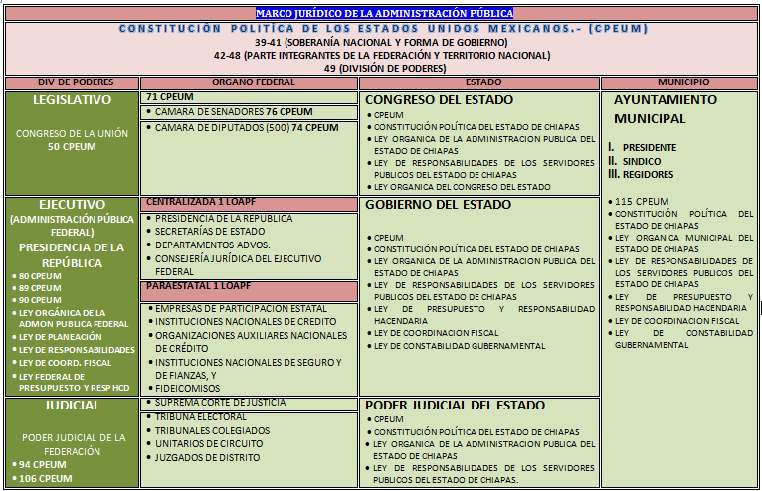 MARCO JURÍDICO DE LA ADMINISTRACIÓN PÚBLICA
CONSTITUCIÓN POLITÍCA DE LOS ESTADOS UNIDOS MEXICANOS.- (CPEUM)
39-41 (SOBERANÍA NACIONAL Y FORMA DE GOBIERNO)
42-48 (PARTE INTEGRANTES DE LA FEDERACIÓN Y TERRITORIO NACIONAL)
49 (DIVISIÓN DE PODERES)
DIV DE PODERES
ORGANO FEDERAL
ESTADO
MUNICIPIO
LEGISLATIVO
CONGRESO DE LA UNIÓN
50 CPEUM
71 CPEUM
• CAMARA DE SENADORES 76 CPEUM
• CAMARA DE DIPUTADOS (500) 74 CPEUM
CONGRESO DEL ESTADO
• CPEUM
• CONSTITUCIÓN POLÍTICA DEL ESTADO DE CHIAPAS
• LEY ORGANICA DE LA ADMINISTRACION PUBLICA DEL
ESTADO DE CHIAPAS
• LEY DE RESPONSABILIDADES DE LOS SERVIDORES
PUBLICOS DEL ESTADO DE CHIAPAS
• LEY ORGANICA DEL CONGRESO DEL ESTADO
AYUNTAMIENTO
MUNICIPAL
I. PRESIDENTE
II. SINDICO
III. REGIDORES
• 115 CPEUM
• CONSTITUCIÓN POLÍTICA DEL
ESTADO DE CHIAPAS
• LEY ORGANICA MUNICIPAL DEL
ESTADO DE CHIAPAS
• LEY DE RESPONSABILIDADES DE
LOS SERVIDORES PUBLICOS DEL
ESTADO DE CHIAPAS
• LEY DE PRESUPUESTO Y
RESPONSABILIDAD HACENDARIA
• LEY DE COORDINACION FISCAL
• LEY DE CONSTABILIDAD
GUBERNAMENTAL
EJECUTIVO
(ADMINISTRACIÓN PÚBLICA
FEDERAL)
PRESIDENCIA DE LA
REPÚBLICA
• 80 CPEUM
• 89 CPEUM
• 90 CPEUM
• LEY ORGÁNICA DE LA
ADMON PUBLICA FEDERAL
• LEY DE PLANEACIÓN
• LEY DE RESPONSABILIDADES
• LEY DE COORD. FISCAL
• LEY FEDERAL DE
PRESUPUESTO Y RESP HCD
CENTRALIZADA 1 LOAPF
• PRESIDENCIA DE LA REPÚBLICA
• SECRETARÍAS DE ESTADO
• DEPARTAMENTOS ADVOS.
• CONSEJERÍA JURÍDICA DEL EJECUTIVO
FEDERAL
PARAESTATAL 1 LOAPF
• EMPRESAS DE PARTICIPACION ESTATAL
• INSTITUCIONES NACIONALES DE CREDITO
• ORGANIZACIONES AUXILIARES NACIONALES
DE CRÉDITO
• INSTITUCIONES NACIONALES DE SEGURO Y
DE FIANZAS, Y
• FIDEICOMISOS
GOBIERNO DEL ESTADO
• CPEUM
• CONSTITUCIÓN POLÍTICA DEL ESTADO DE CHIAPAS
• LEY ORGANICA DE LA ADMINISTRACION PUBLICA DEL
ESTADO DE CHIAPAS
• LEY DE RESPONSABILIDADES DE LOS SERVIDORES
PUBLICOS DEL ESTADO DE CHIAPAS
• LEY DE PRESUPUESTO Y RESPONSABILIDAD
HACENDARIA
• LEY DE COORDINACION FISCAL
• LEY DE CONSTABILIDAD GUBERNAMENTAL
JUDICIAL
PODER JUDICIAL DE LA
FEDERACIÓN
• 94 CPEUM
• 106 CPEUM
• SUPREMA CORTE DE JUSTICIA
• TRIBUNA ELECTORAL
• TRIBUNALES COLEGIADOS
• UNITARIOS DE CIRCUITO
• JUZGADOS DE DISTRITO
PODER JUDICIAL DEL ESTADO
• CPEUM
• CONSTITUCIÓN POLÍTICA DEL ESTADO DE CHIAPAS
• LEY ORGANICA DE LA ADMINISTRACION PUBLICA DEL
ESTADO DE CHIAPAS
• LEY DE RESPONSABILIDADES DE LOS SERVIDORES
PUBLICOS DEL ESTADO DE CHIAPAS.